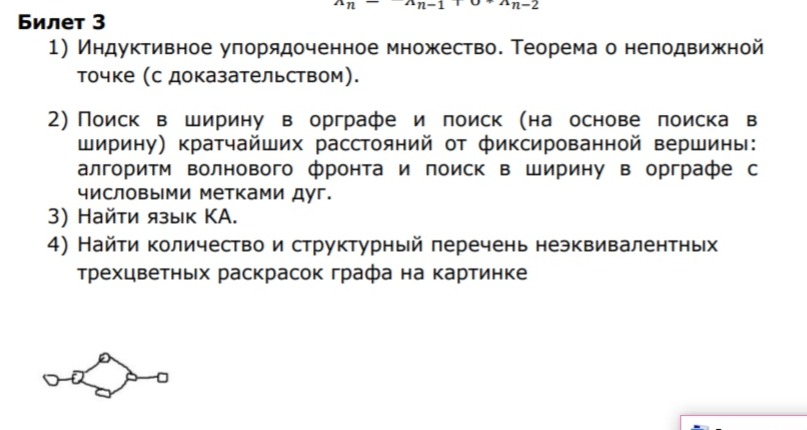 Билет 3
1) Индуктивное упорядоченное множество. Теорема о неподвижной
точке (с доказательством).
2) Поиск в ширину в орграфе и поиск (на основе поиска в
ширину) кратчайших расстояний от фиксированной вершины:
алгоритм волнового фронта и поиск в ширину в орграфе с
числовыми метками дуг.
3) Найти язык КА.
4) Найти количество и структурный перечень неэквивалентных
трехцветных раскрасок графа на картинке